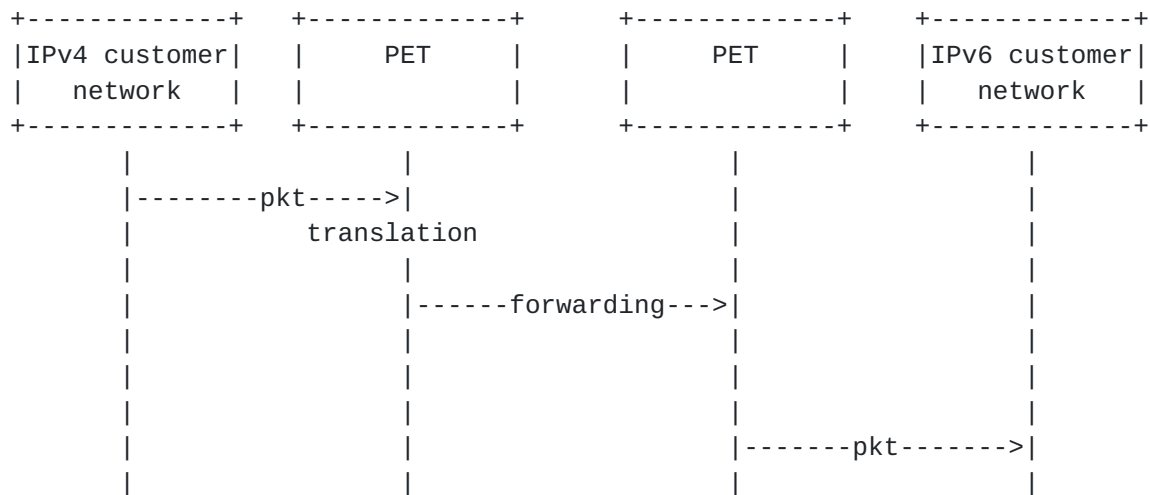 +-------------+   +-------------+      +-------------+    +-------------+
|IPv4 customer|   |     PET     |      |     PET     |    |IPv6 customer|
|   network   |   |             |      |             |    |   network   |
+-------------+   +-------------+      +-------------+    +-------------+
       |                 |                    |                  |
       |--------pkt----->|                    |                  |
       |           translation                |                  |
       |                 |                    |                  |
       |                 |------forwarding--->|                  |
       |                 |                    |                  |
       |                 |                    |                  |
       |                 |                    |                  |
       |                 |                    |-------pkt------->|
       |                 |                    |                  |